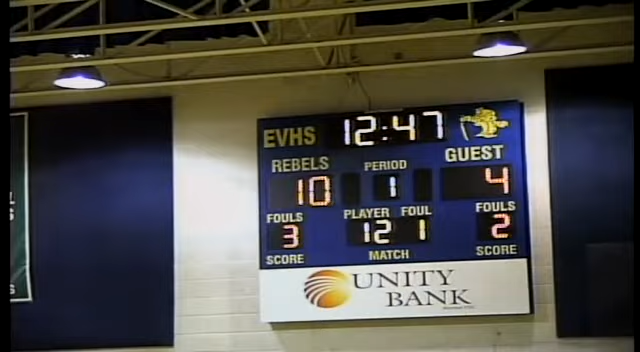 EVHS 12:47
REBELS PERIOD GUEST
10 1 4
FOULS PLAYER FOUL FOULS
3 12 1 2
SCORE MATCH SCORE
UNITY
BANK